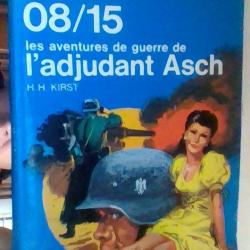 08/15
les aventures de guerre de
l'adjudant Asch
H. H. KIRST